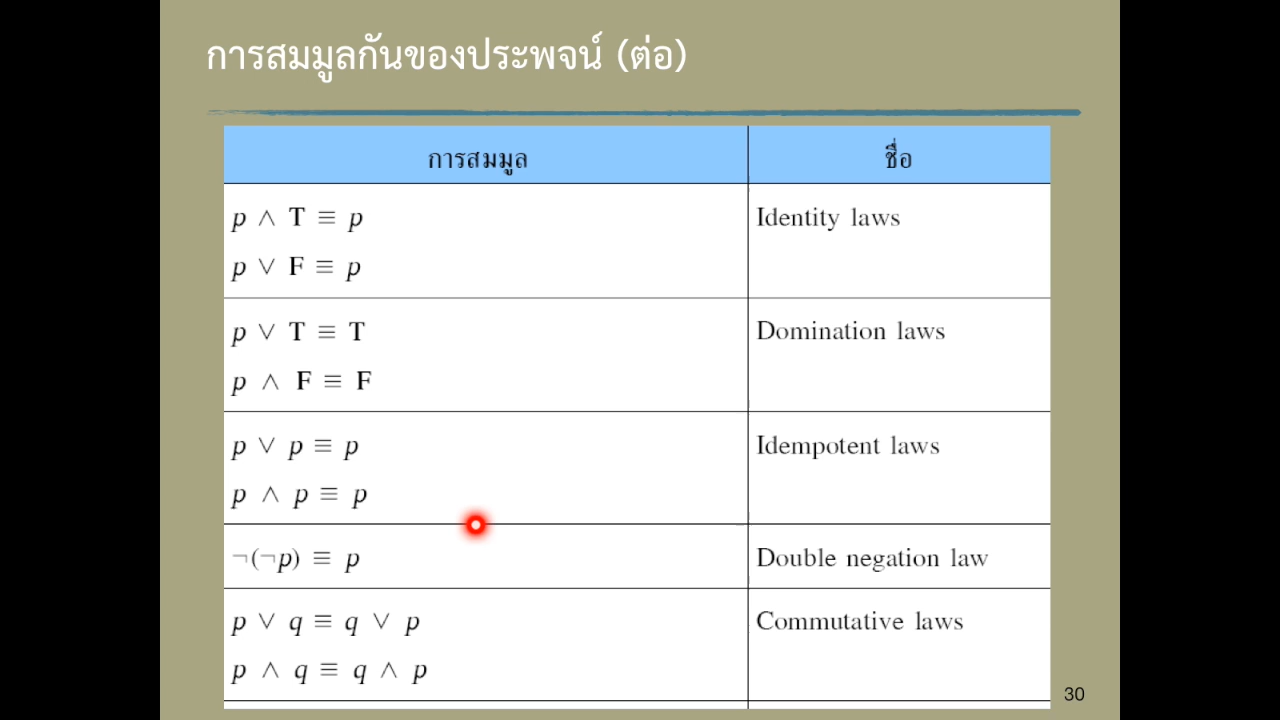 การสมมูลกันของประพจน์ (ต่อ)
การสมมูล ชื่อ
p ∧ T ≡ p Identity laws
p ∨ F ≡ p
p ∨ T ≡ T Domination laws
p ∧ F ≡ F
p ∨ p ≡ p Idempotent laws
p ∧ p ≡ p
¬(¬p) ≡ p Double negation law
p ∨ q ≡ q ∨ p Commutative laws
p ∧ q ≡ q ∧ p
30